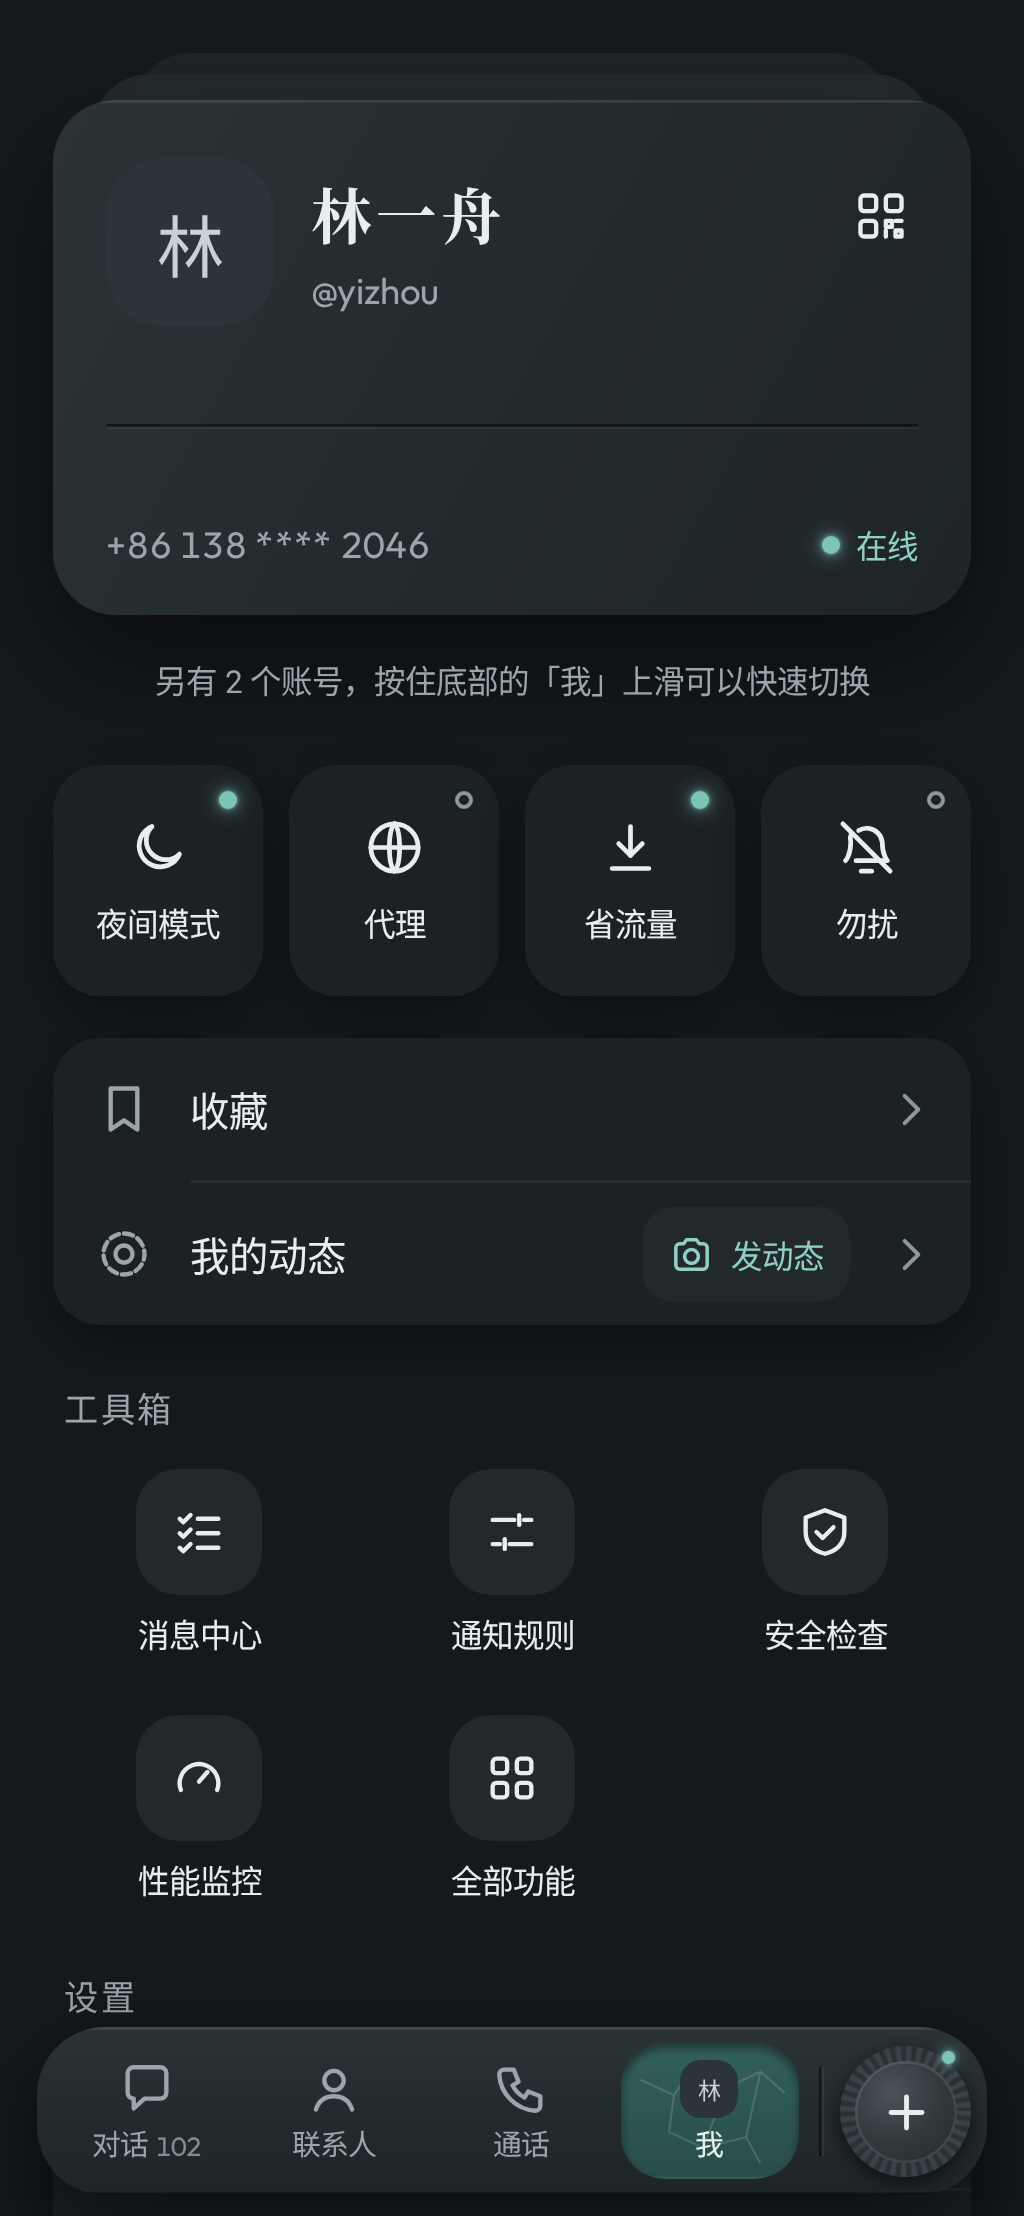 林
林一舟
@yizhou
+86 138 **** 2046
在线
另有 2 个账号，按住底部的「我」上滑可以快速切换
夜间模式
代理
省流量
勿扰
收藏
我的动态
发动态
工具箱
消息中心
通知规则
安全检查
性能监控
全部功能
设置
对话 102
联系人
通话
林
我